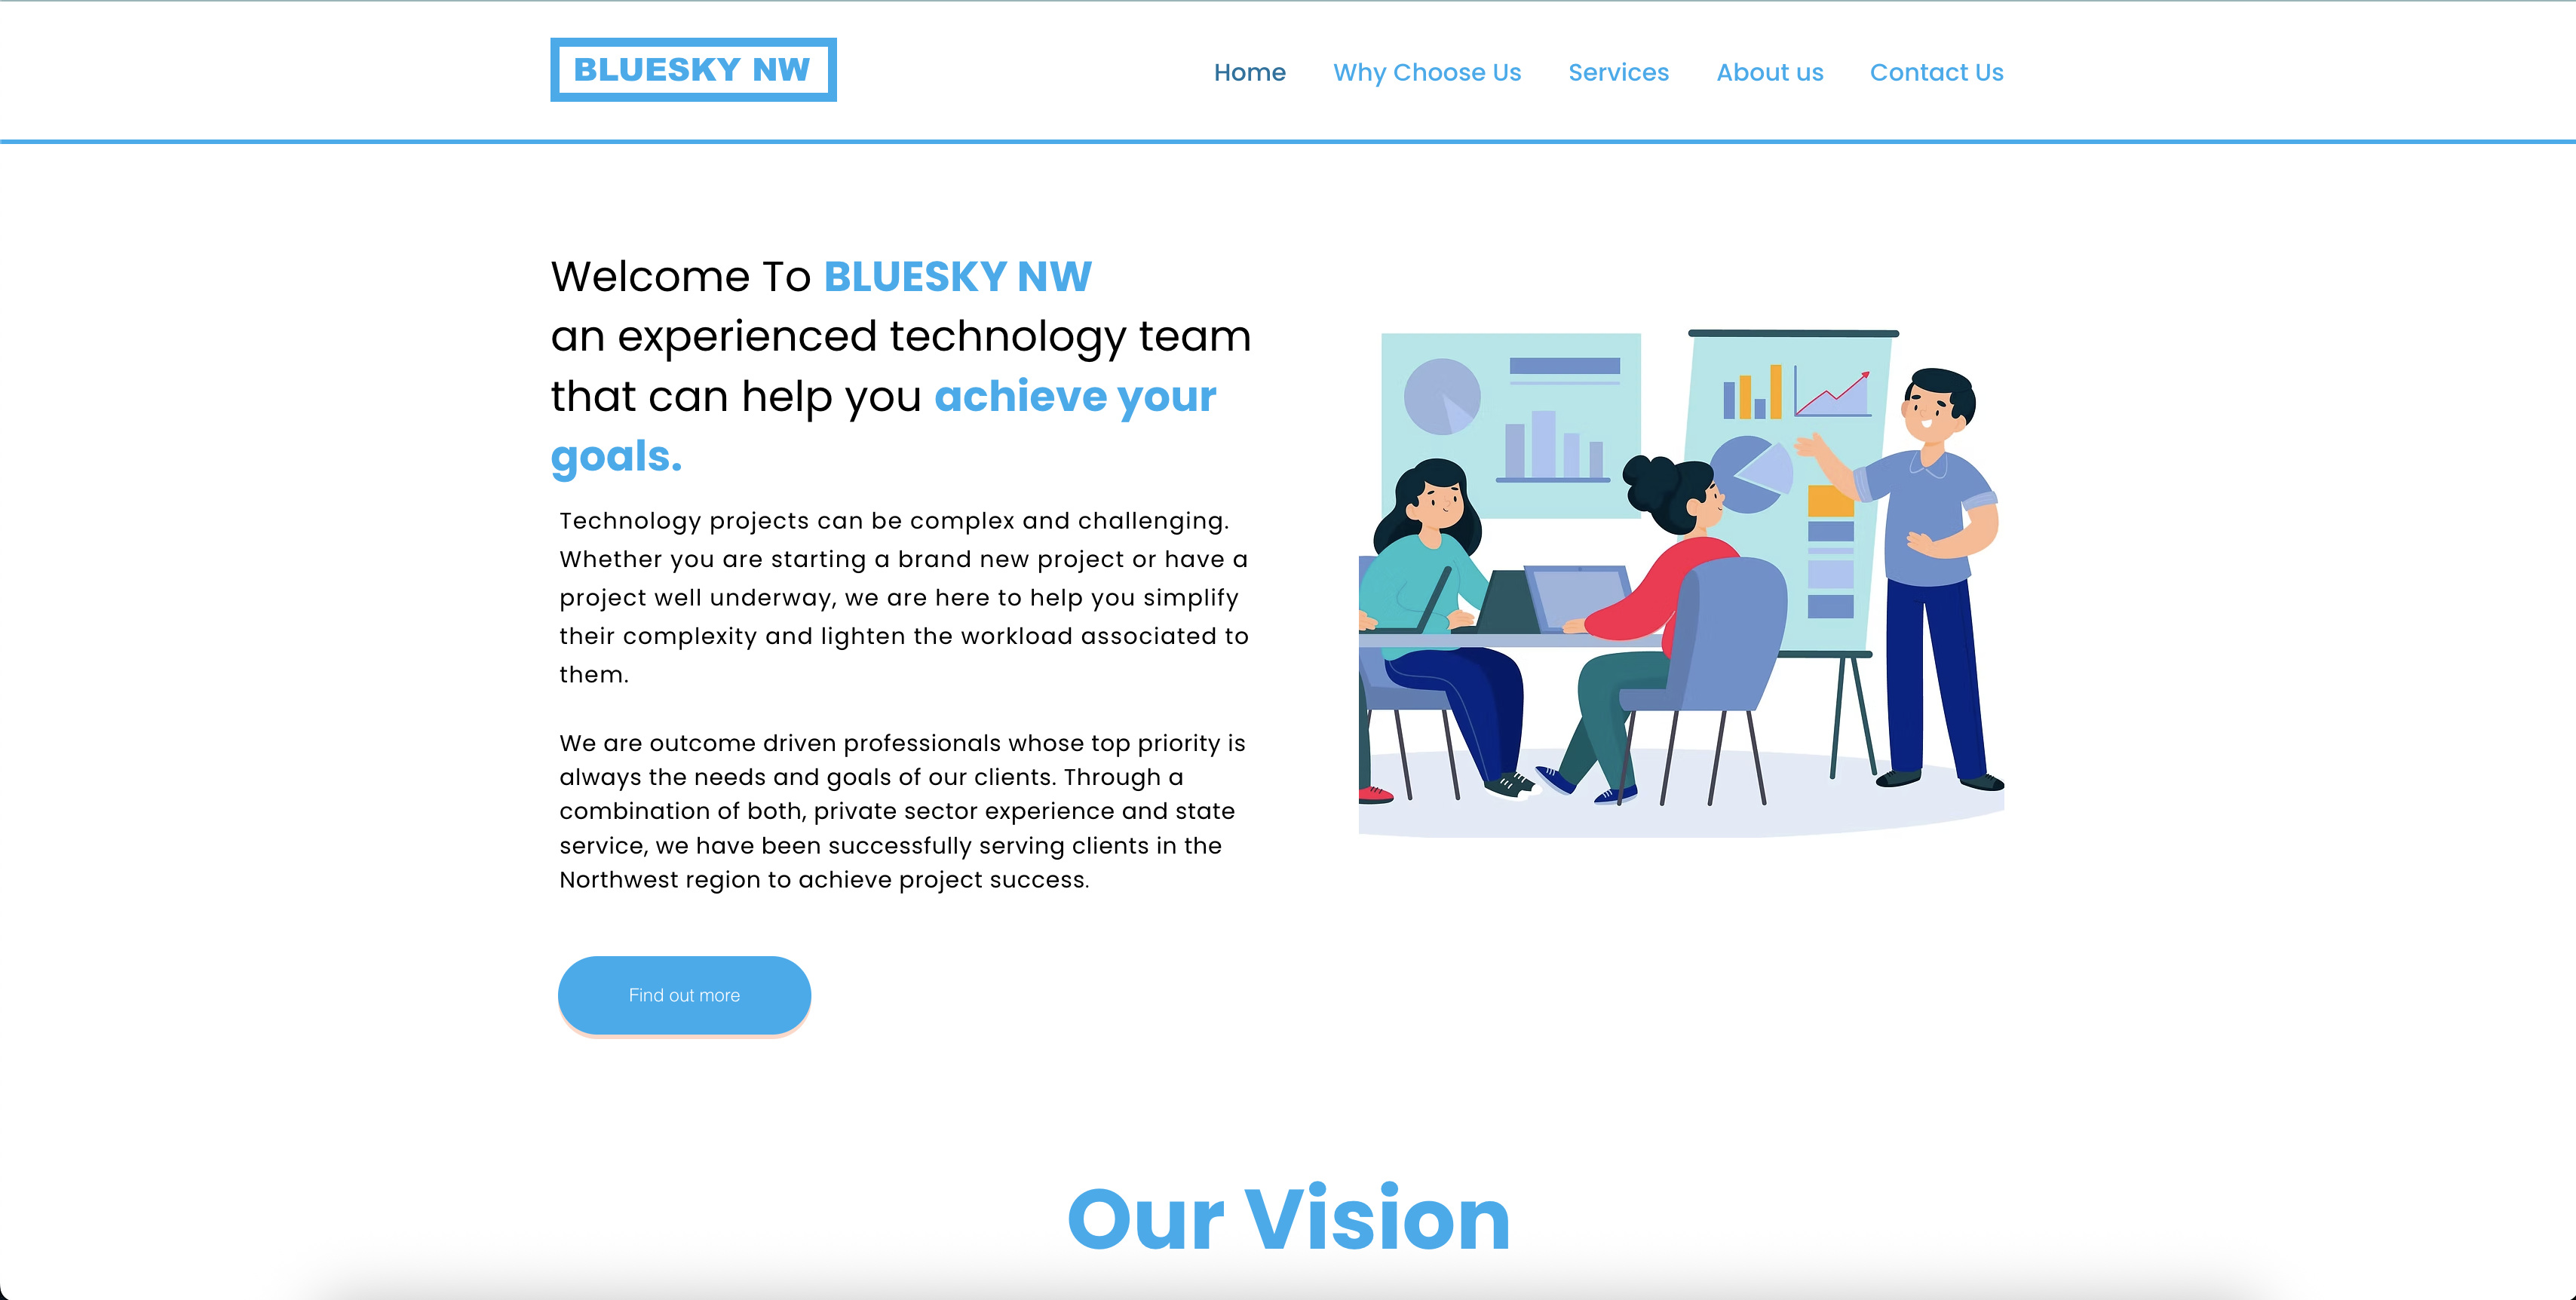 BLUESKY NW
Home Why Choose Us Services About us Contact Us
Welcome To BLUESKY NW
an experienced technology team
that can help you achieve your
goals.
Technology projects can be complex and challenging.
Whether you are starting a brand new project or have a
project well underway, we are here to help you simplify
their complexity and lighten the workload associated to
them.
We are outcome driven professionals whose top priority is
always the needs and goals of our clients. Through a
combination of both, private sector experience and state
service, we have been successfully serving clients in the
Northwest region to achieve project success.
Find out more
Our Vision